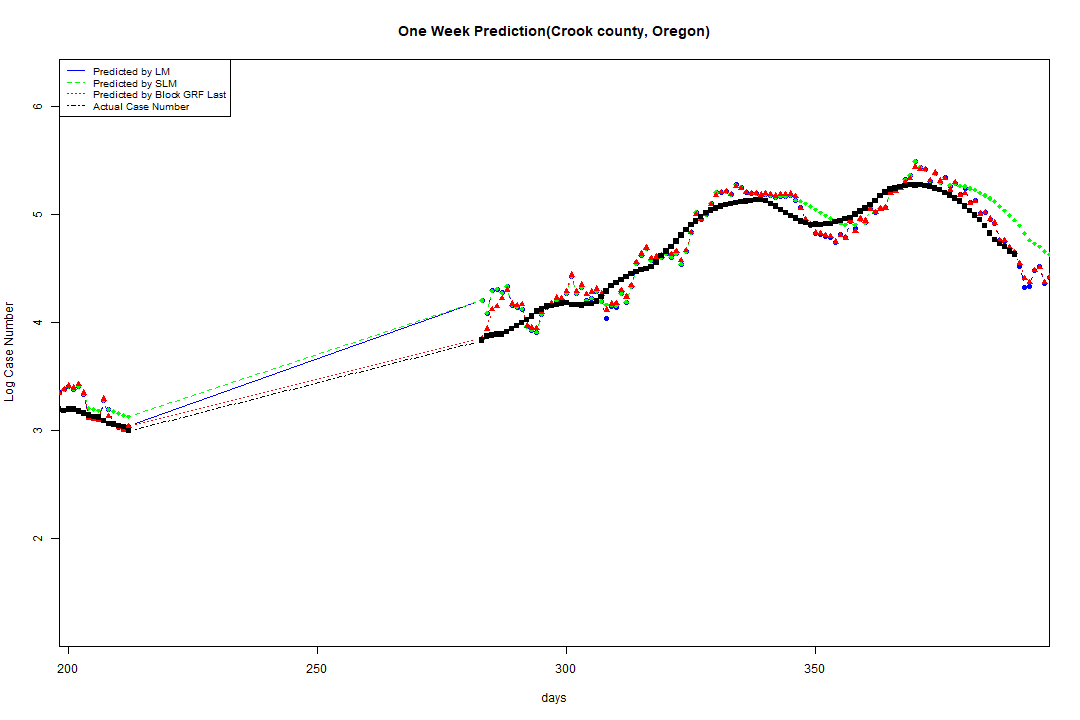 One Week Prediction(Crook county, Oregon)
Predicted by LM
Predicted by SLM
Predicted by Block GRF Last
Actual Case Number
6
5
4
3
2
Log Case Number
200 250 300 350
days